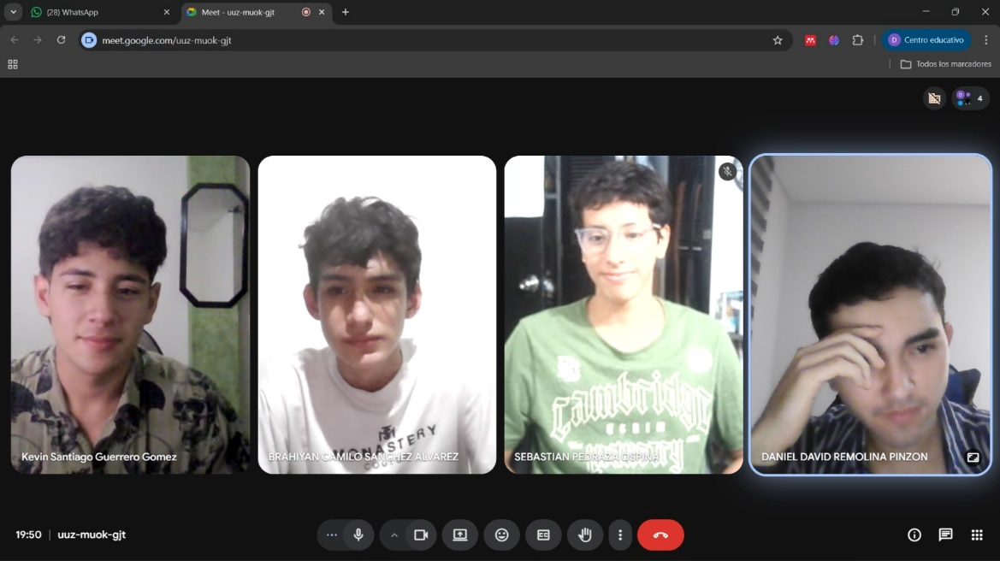 (28) WhatsApp
Meet - uuz-muok-gjt
meet.google.com/uuz-muok-gjt
D
Centro educativo
Todos los marcadores
4
Kevin Santiago Guerrero Gomez
BRAHIYAN CAMILO SANCHEZ ALVAREZ
MONASTERY
SEBASTIAN PEDRAZA OSPINA
Cambridge
DANIEL DAVID REMOLINA PINZON
19:50 | uuz-muok-gjt